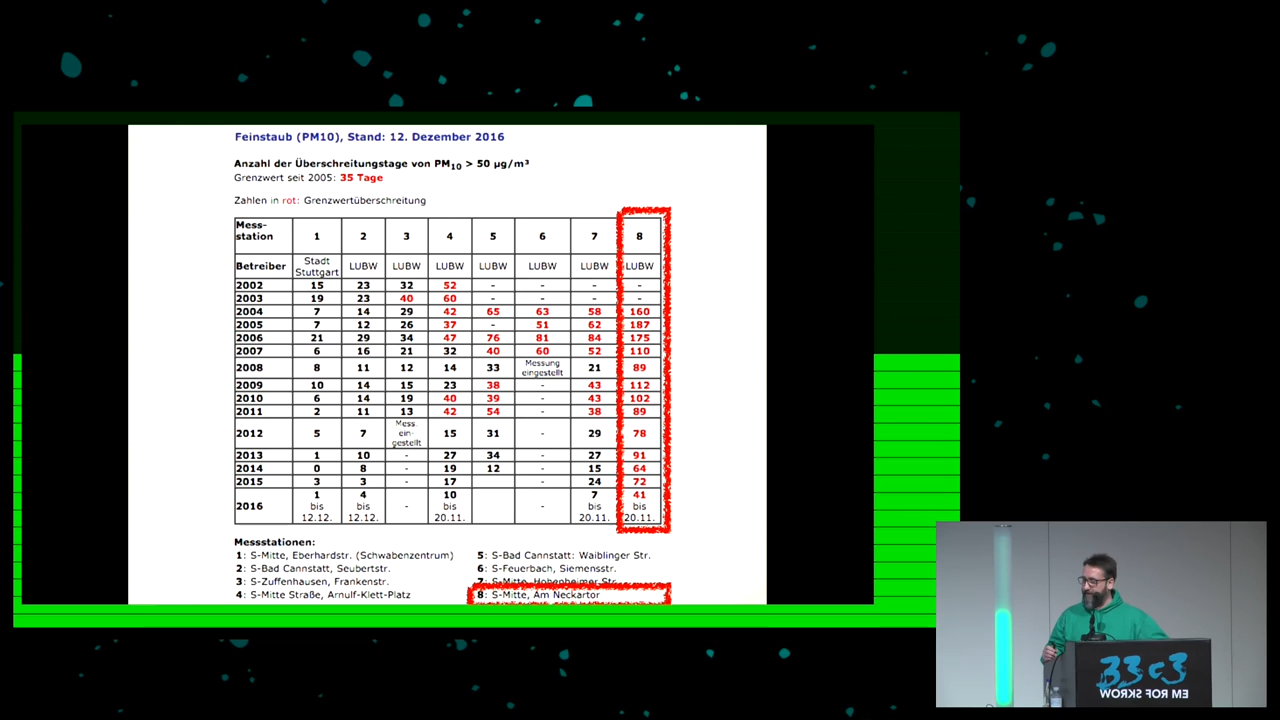 Feinstaub (PM10), Stand: 12. Dezember 2016
Anzahl der Überschreitungstage von PM10 > 50 µg/m³
Grenzwert seit 2005: 35 Tage
Zahlen in rot: Grenzwertüberschreitung
Mess-station 1 2 3 4 5 6 7 8
Betreiber Stadt Stuttgart LUBW LUBW LUBW LUBW LUBW LUBW LUBW
2002 15 23 32 52 - - - -
2003 19 23 40 60 - - - -
2004 7 14 29 42 65 63 58 160
2005 7 12 26 37 - 51 62 187
2006 21 29 34 47 76 81 84 175
2007 6 16 21 32 40 60 52 110
2008 8 11 12 14 33 Messung eingestellt 21 89
2009 10 14 15 23 38 - 43 112
2010 6 14 19 40 39 - 43 102
2011 2 11 13 42 54 - 38 89
2012 5 7 Mess. ein-gestellt 15 31 - 29 78
2013 1 10 - 27 34 - 27 91
2014 0 8 - 19 12 - 15 64
2015 3 3 - 17 24 72
2016 1 bis 12.12. 4 bis 12.12. - 10 bis 20.11. - 7 bis 20.11. 41 bis 20.11.
Messstationen:
1: S-Mitte, Eberhardstr. (Schwabenzentrum) 5: S-Bad Cannstatt: Waiblinger Str.
2: S-Bad Cannstatt, Seubertstr. 6: S-Feuerbach, Siemensstr.
3: S-Zuffenhausen, Frankenstr. 7: S-Mitte, Hohenheimer Str.
4: S-Mitte Straße, Arnulf-Klett-Platz 8: S-Mitte, Am Neckartor
33c3
WORKS FOR ME